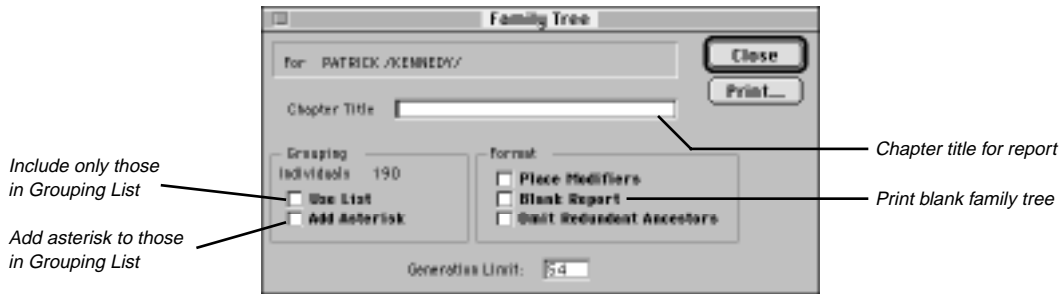 Family Tree
For PATRICK /KENNEDY/
Close
Print...
Chapter Title
Chapter title for report
Grouping
Individuals 190
Use List
Add Asterisk
Format
Place Modifiers
Blank Report
Omit Redundant Ancestors
Include only those
in Grouping List
Print blank family tree
Add asterisk to those
in Grouping List
Generation Limit: 54